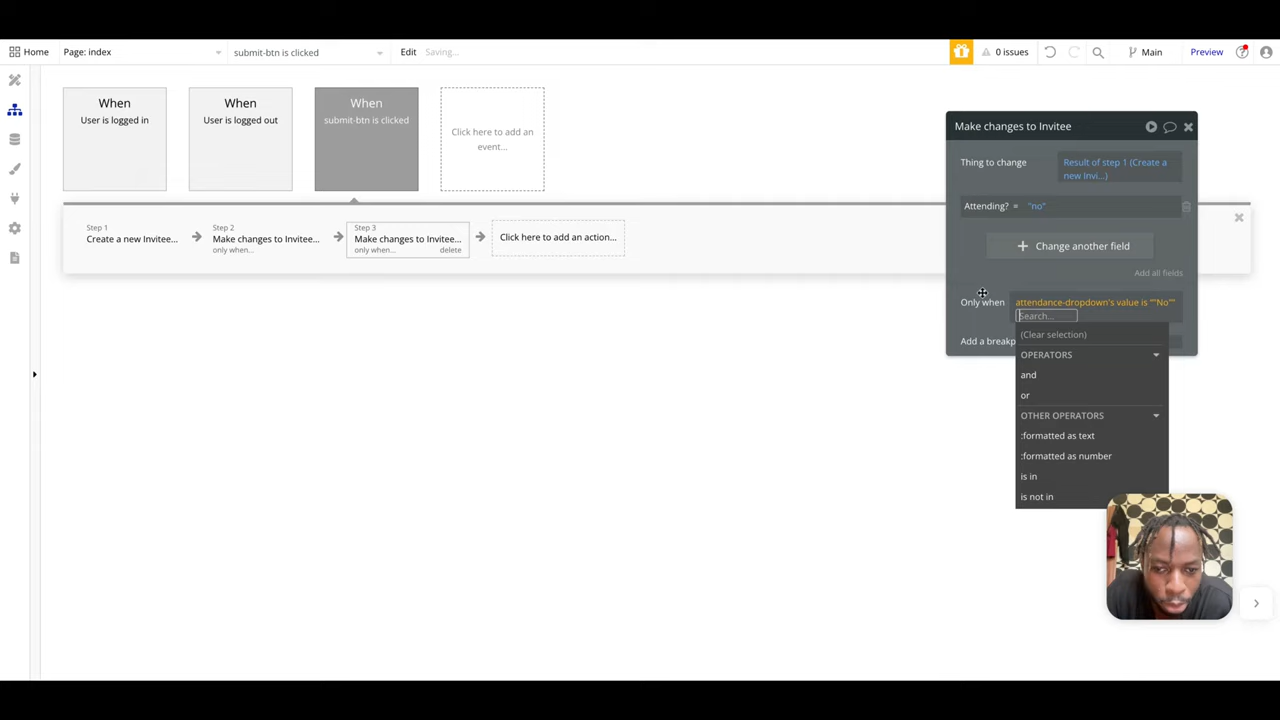 Home
Page: index
submit-btn is clicked
Edit
Saving...
0 issues
Main
Preview
When
User is logged in
When
User is logged out
When
submit-btn is clicked
Click here to add an
event...
Step 1
Create a new Invitee...
Step 2
Make changes to Invitee...
only when...
Step 3
Make changes to Invitee...
only when...
delete
Click here to add an action...
Make changes to Invitee
Thing to change
Result of step 1 (Create a
new Invi...)
Attending? =
"no"
Change another field
Add all fields
Only when
attendance-dropdown's value is ""No""
Search...
Add a breakp
(Clear selection)
OPERATORS
and
or
OTHER OPERATORS
:formatted as text
:formatted as number
is in
is not in